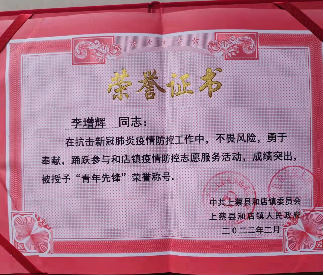 荣誉证书
李增辉 同志：
在抗击新冠肺炎疫情防控工作中，不畏风险，勇于
奉献，踊跃参与和店镇疫情防控志愿服务活动，成绩突出，
被授予“青年先锋”荣誉称号。
中共上蔡县和店镇委员会
上蔡县和店镇人民政府
二〇二二年二月